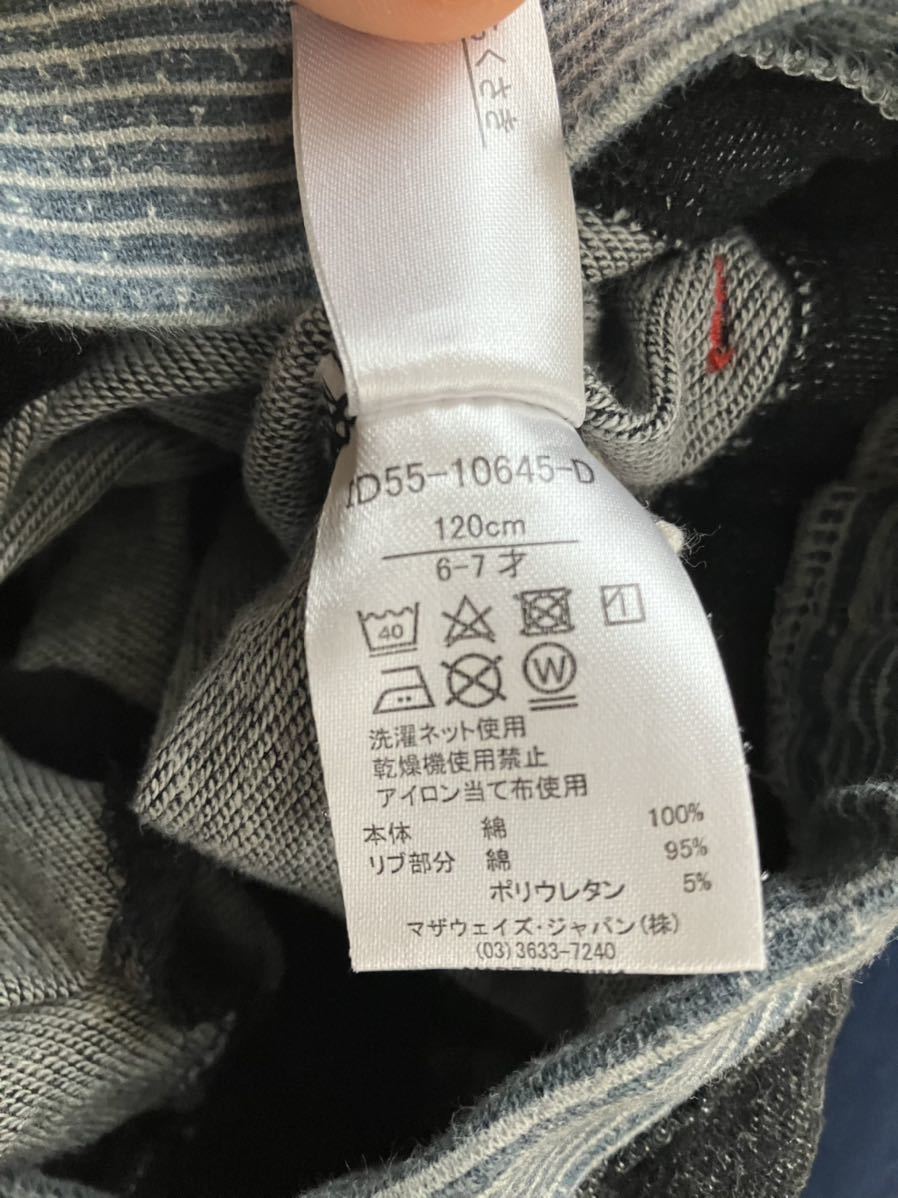 ID55-10645-D
120cm
6-7才
40
1
W
洗濯ネット使用
乾燥機使用禁止
アイロン当て布使用
本体 綿 100%
リブ部分 綿 95%
ポリウレタン 5%
マザウェイズ・ジャパン(株)
(03)3633-7240